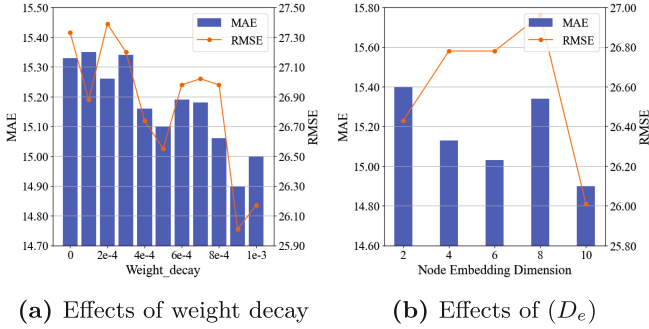 15.50
15.40
15.30
15.20
15.10
15.00
14.90
14.80
14.70
MAE
27.50
27.30
27.10
26.90
26.70
26.50
26.30
26.10
25.90
RMSE
MAE
RMSE
0 2e-4 4e-4 6e-4 8e-4 1e-3
Weight_decay
(a) Effects of weight decay
15.80
15.60
15.40
15.20
15.00
14.80
14.60
MAE
27.00
26.80
26.60
26.40
26.20
26.00
25.80
RMSE
MAE
RMSE
2 4 6 8 10
Node Embedding Dimension
(b) Effects of (Dₑ)